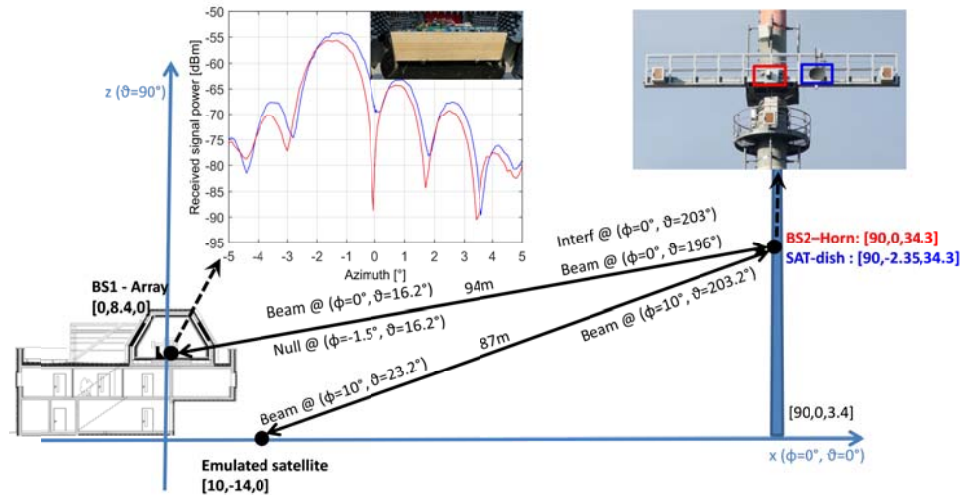 z (ϑ=90°)
Received signal power [dBm]
-50
-55
-60
-65
-70
-75
-80
-85
-90
-95
-5 -4 -3 -2 -1 0 1 2 3 4 5
Azimuth [°]
BS1 - Array
[0,8.4,0]
Interf @ (ϕ=0°, ϑ=203°)
Beam @ (ϕ=0°, ϑ=196°)
Beam @ (ϕ=0°, ϑ=16.2°)
94m
Null @ (ϕ=-1.5°, ϑ=16.2°)
87m
Beam @ (ϕ=10°, ϑ=203.2°)
Beam @ (ϕ=10°, ϑ=23.2°)
BS2–Horn: [90,0,34.3]
SAT-dish : [90,-2.35,34.3]
[90,0,3.4]
x (ϕ=0°, ϑ=0°)
Emulated satellite
[10,-14,0]